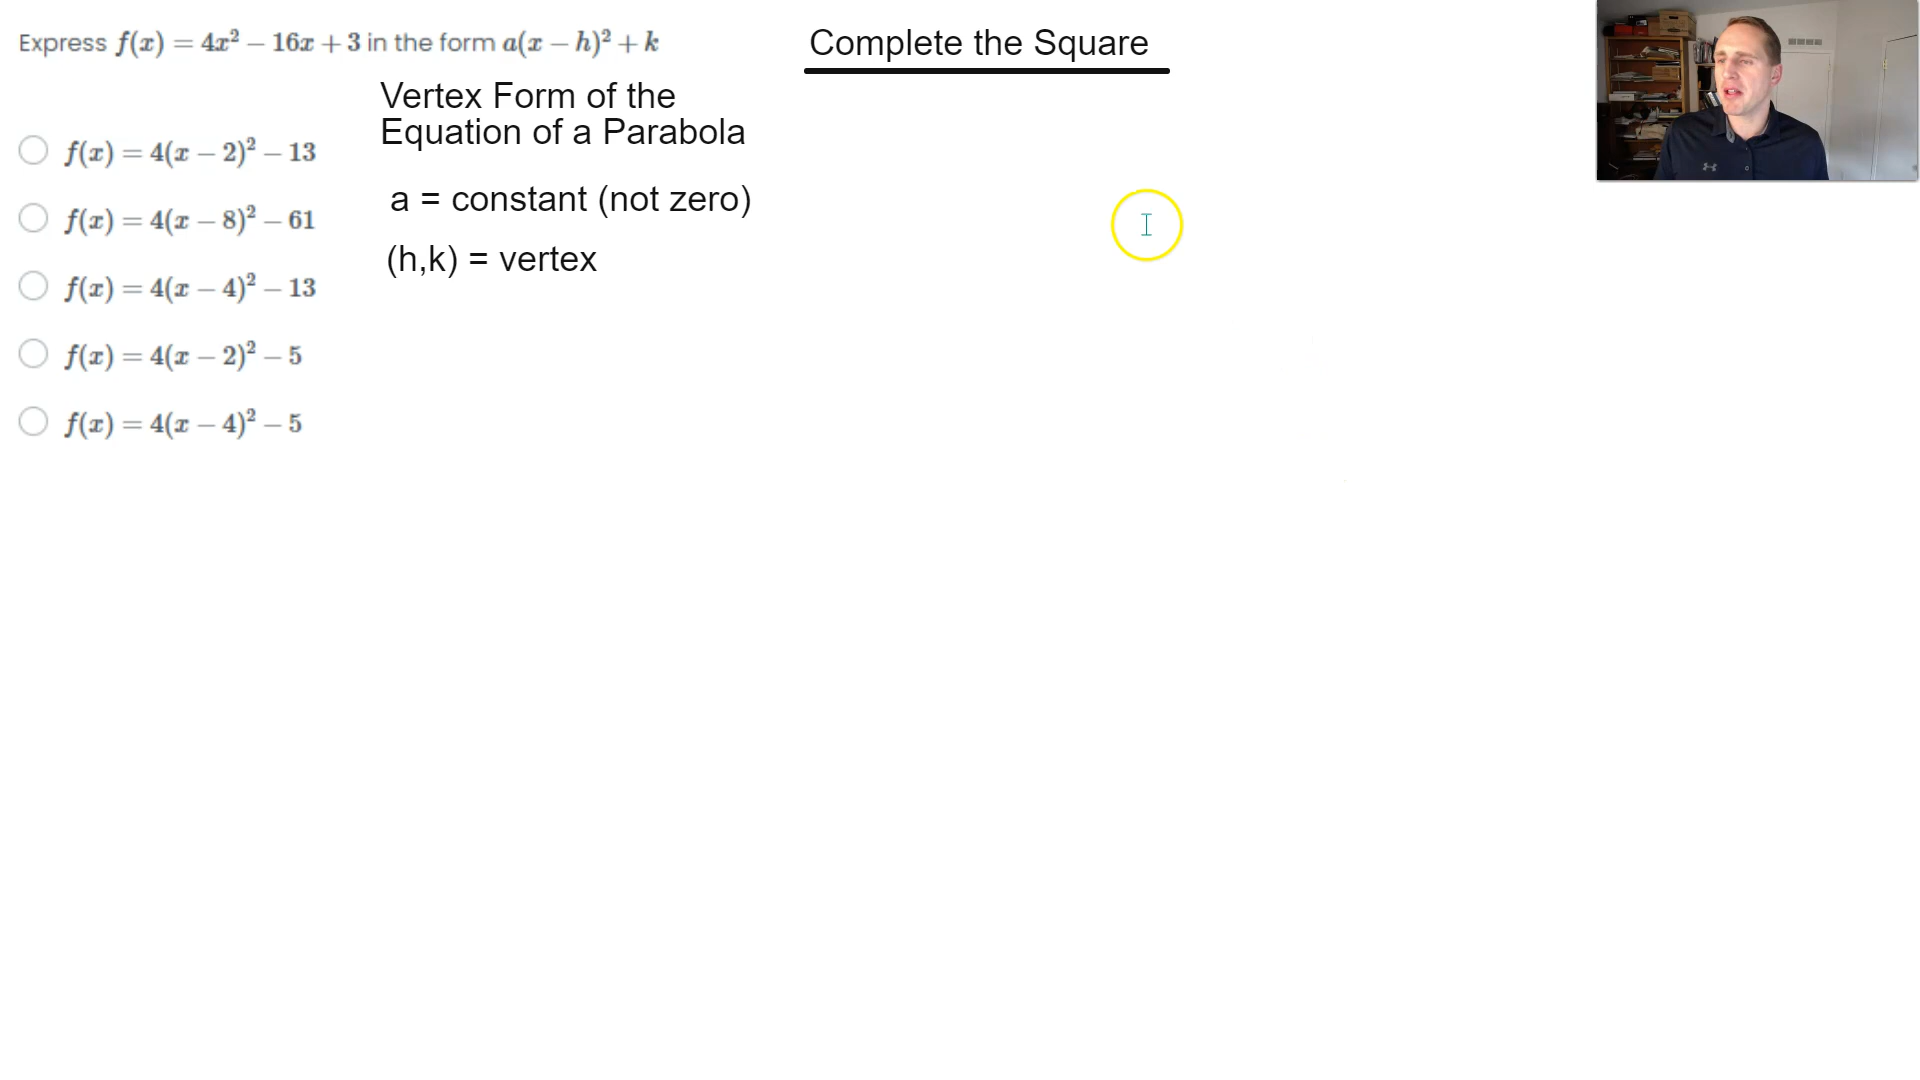 Express f(x) = 4x² − 16x + 3 in the form a(x − h)² + k
Complete the Square
Vertex Form of the
Equation of a Parabola
a = constant (not zero)
(h,k) = vertex
f(x) = 4(x − 2)² − 13
f(x) = 4(x − 8)² − 61
f(x) = 4(x − 4)² − 13
f(x) = 4(x − 2)² − 5
f(x) = 4(x − 4)² − 5